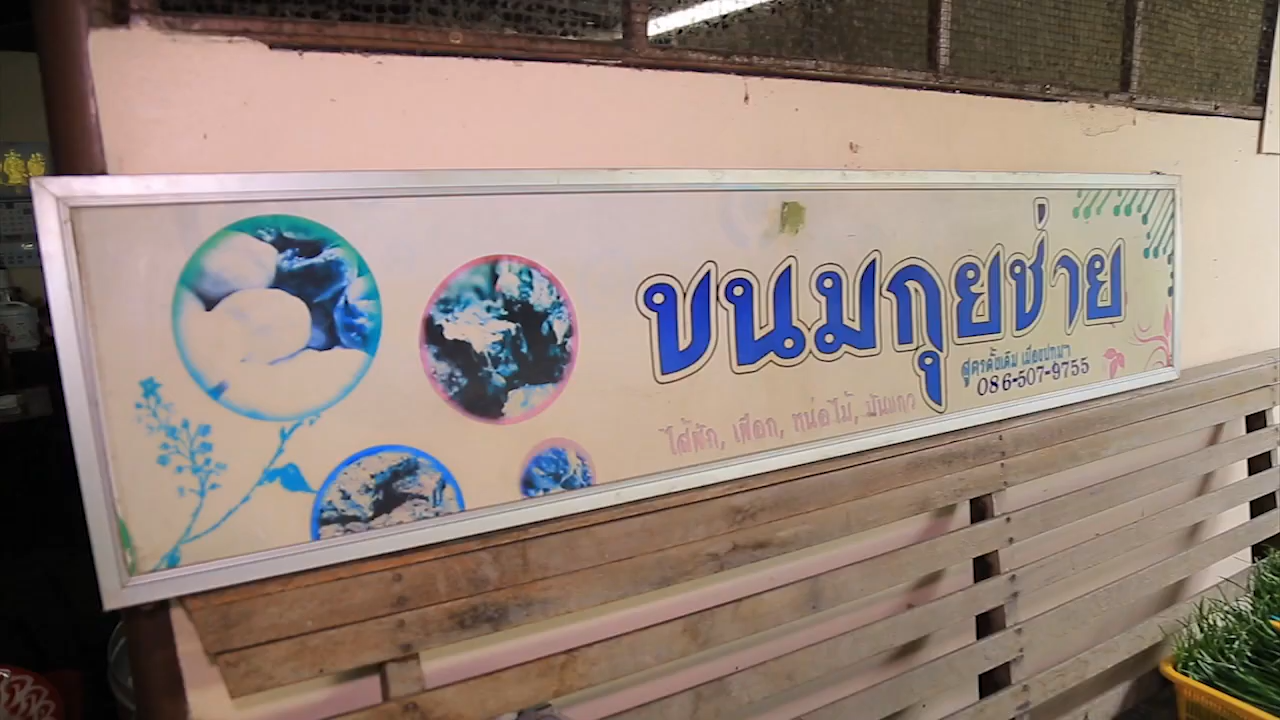 ขนมกุยช่าย
สูตรดั้งเดิม เมืองปทุมฯ
086-507-9755
ไส้ผัก, เผือก, หน่อไม้, มันแกว